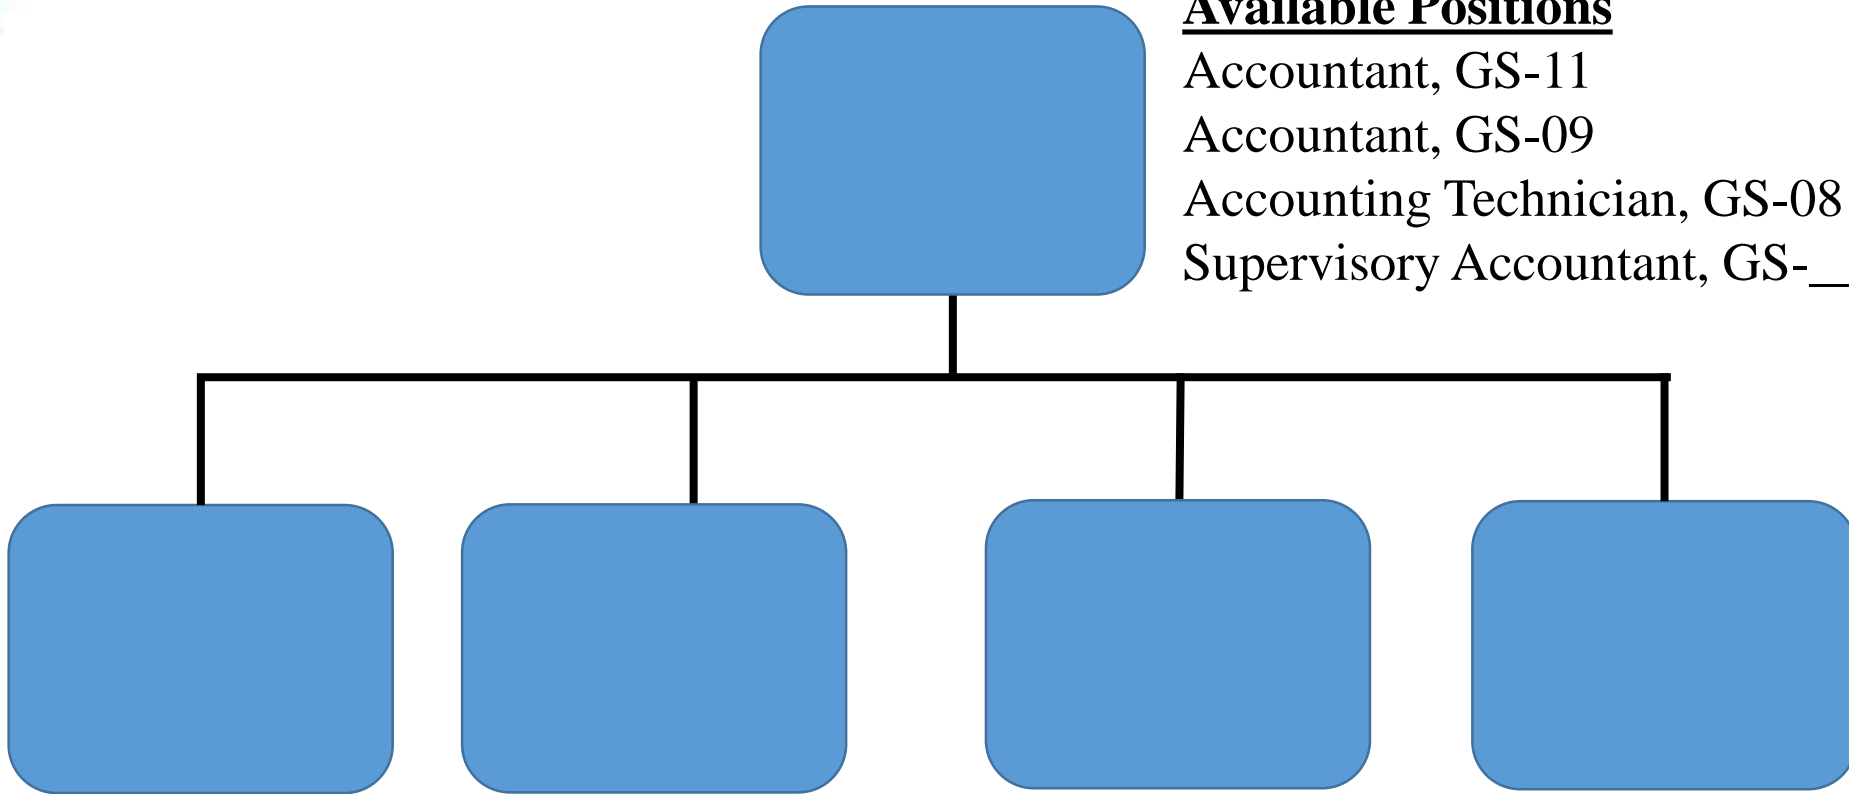 Available Positions
Accountant, GS-11
Accountant, GS-09
Accounting Technician, GS-08
Supervisory Accountant, GS-__